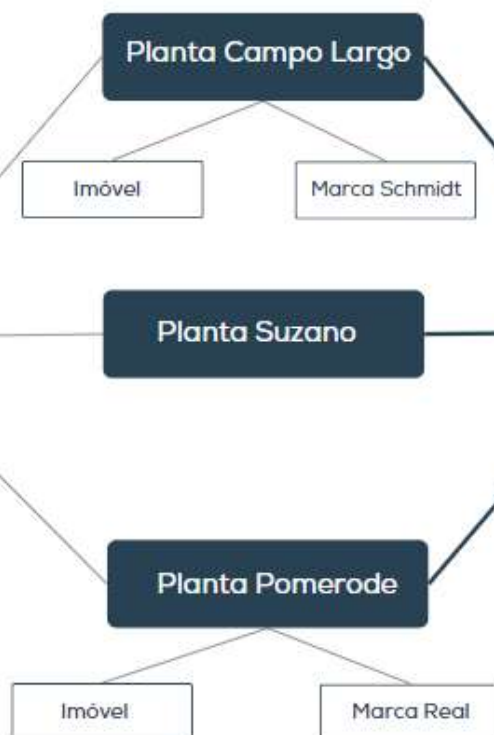 Planta Campo Largo
Imóvel
Marca Schmidt
Planta Suzano
Planta Pomerode
Imóvel
Marca Real